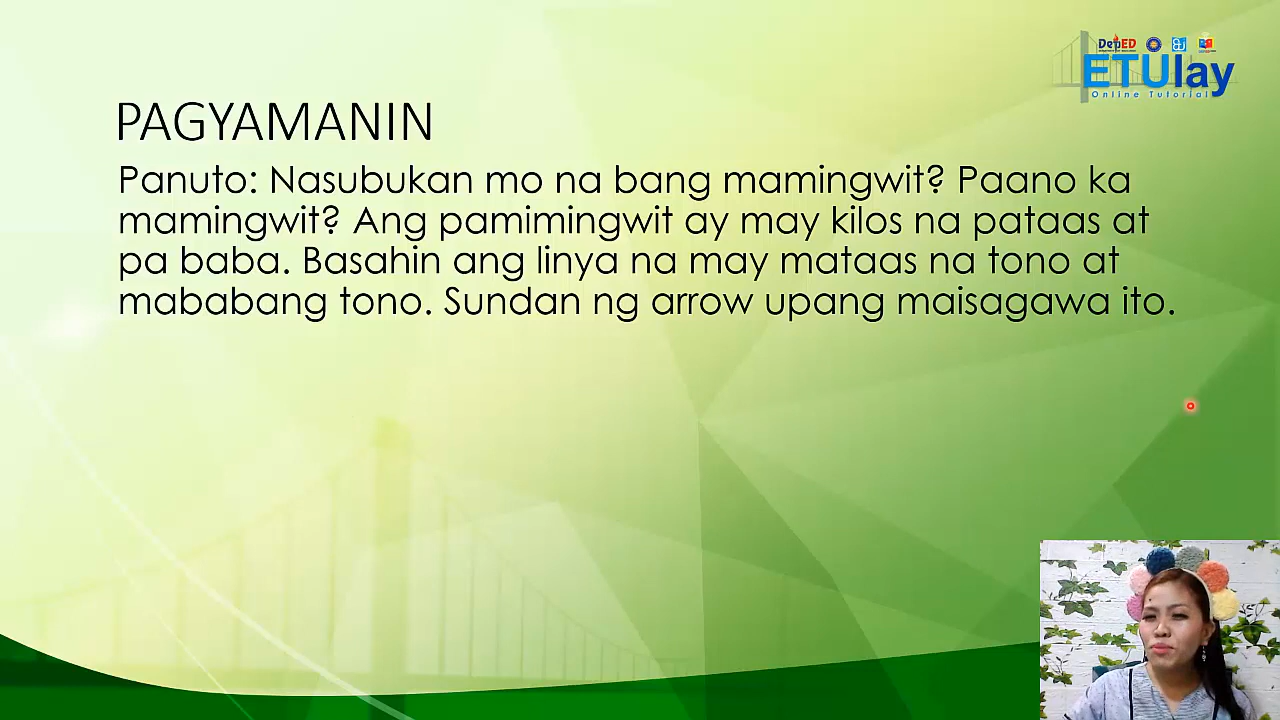 DepED
ETUlay
Online Tutorial
PAGYAMANIN
Panuto: Nasubukan mo na bang mamingwit? Paano ka
mamingwit? Ang pamimingwit ay may kilos na pataas at
pa baba. Basahin ang linya na may mataas na tono at
mababang tono. Sundan ng arrow upang maisagawa ito.